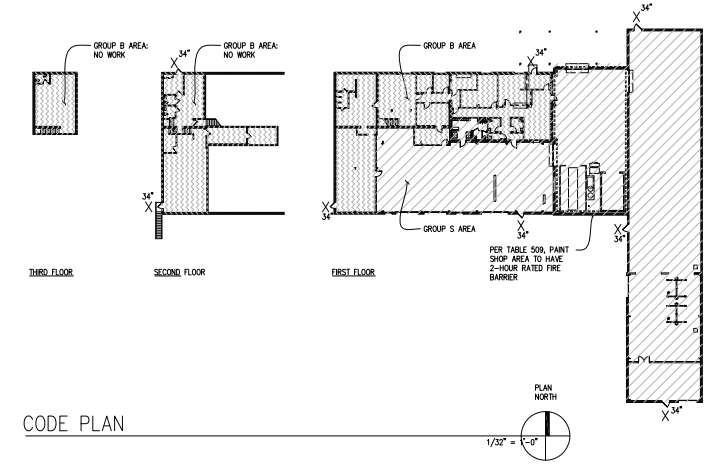 GROUP B AREA:
NO WORK
34"
GROUP B AREA:
NO WORK
GROUP B AREA
34"
34"
34"
34"
GROUP S AREA
34"
34"
PER TABLE 509, PAINT
SHOP AREA TO HAVE
2-HOUR RATED FIRE
BARRIER
THIRD FLOOR
SECOND FLOOR
FIRST FLOOR
34"
PLAN
NORTH
CODE PLAN
1/32" = 1'-0"